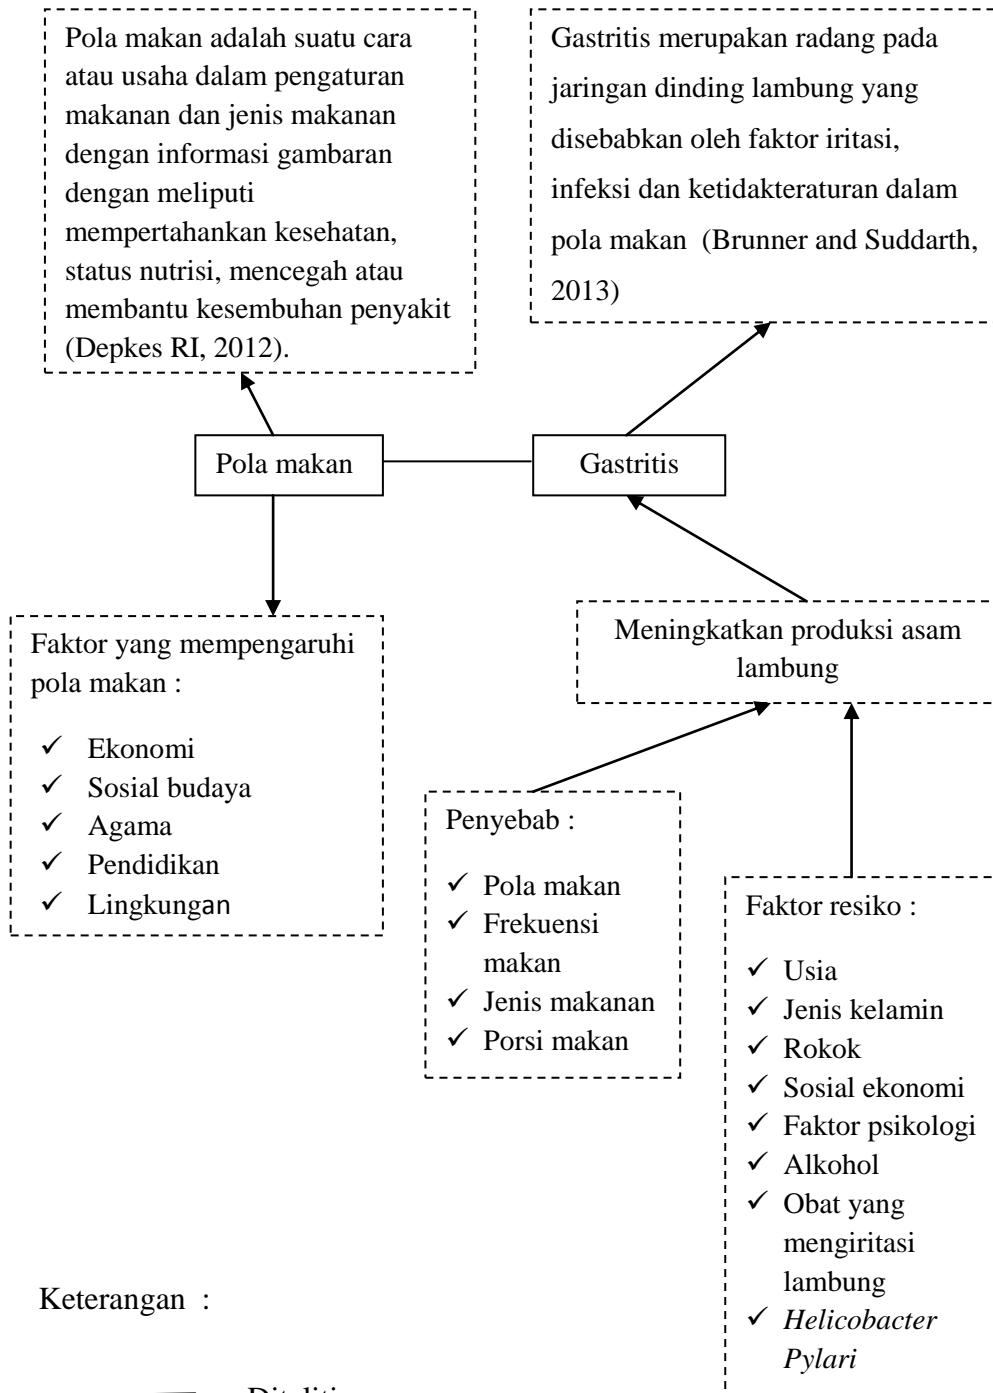 Pola makan adalah suatu cara
atau usaha dalam pengaturan
makanan dan jenis makanan
dengan informasi gambaran
dengan meliputi
mempertahankan kesehatan,
status nutrisi, mencegah atau
membantu kesembuhan penyakit
(Depkes RI, 2012).
Gastritis merupakan radang pada
jaringan dinding lambung yang
disebabkan oleh faktor iritasi,
infeksi dan ketidakteraturan dalam
pola makan (Brunner and Suddarth,
2013)
Pola makan
Gastritis
Faktor yang mempengaruhi
pola makan :
✓ Ekonomi
✓ Sosial budaya
✓ Agama
✓ Pendidikan
✓ Lingkungan
Meningkatkan produksi asam
lambung
Penyebab :
✓ Pola makan
✓ Frekuensi
makan
✓ Jenis makanan
✓ Porsi makan
Faktor resiko :
✓ Usia
✓ Jenis kelamin
✓ Rokok
✓ Sosial ekonomi
✓ Faktor psikologi
✓ Alkohol
✓ Obat yang
mengiritasi
lambung
✓ Helicobacter
Pylari
Keterangan :
Diteliti